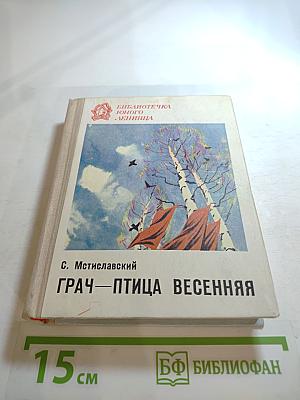 БИБЛИОТЕЧКА
ЮНОГО
ЛЕНИНЦА
С. Мстиславский
ГРАЧ—ПТИЦА ВЕСЕННЯЯ
15 см
БФ БИБЛИОФАН